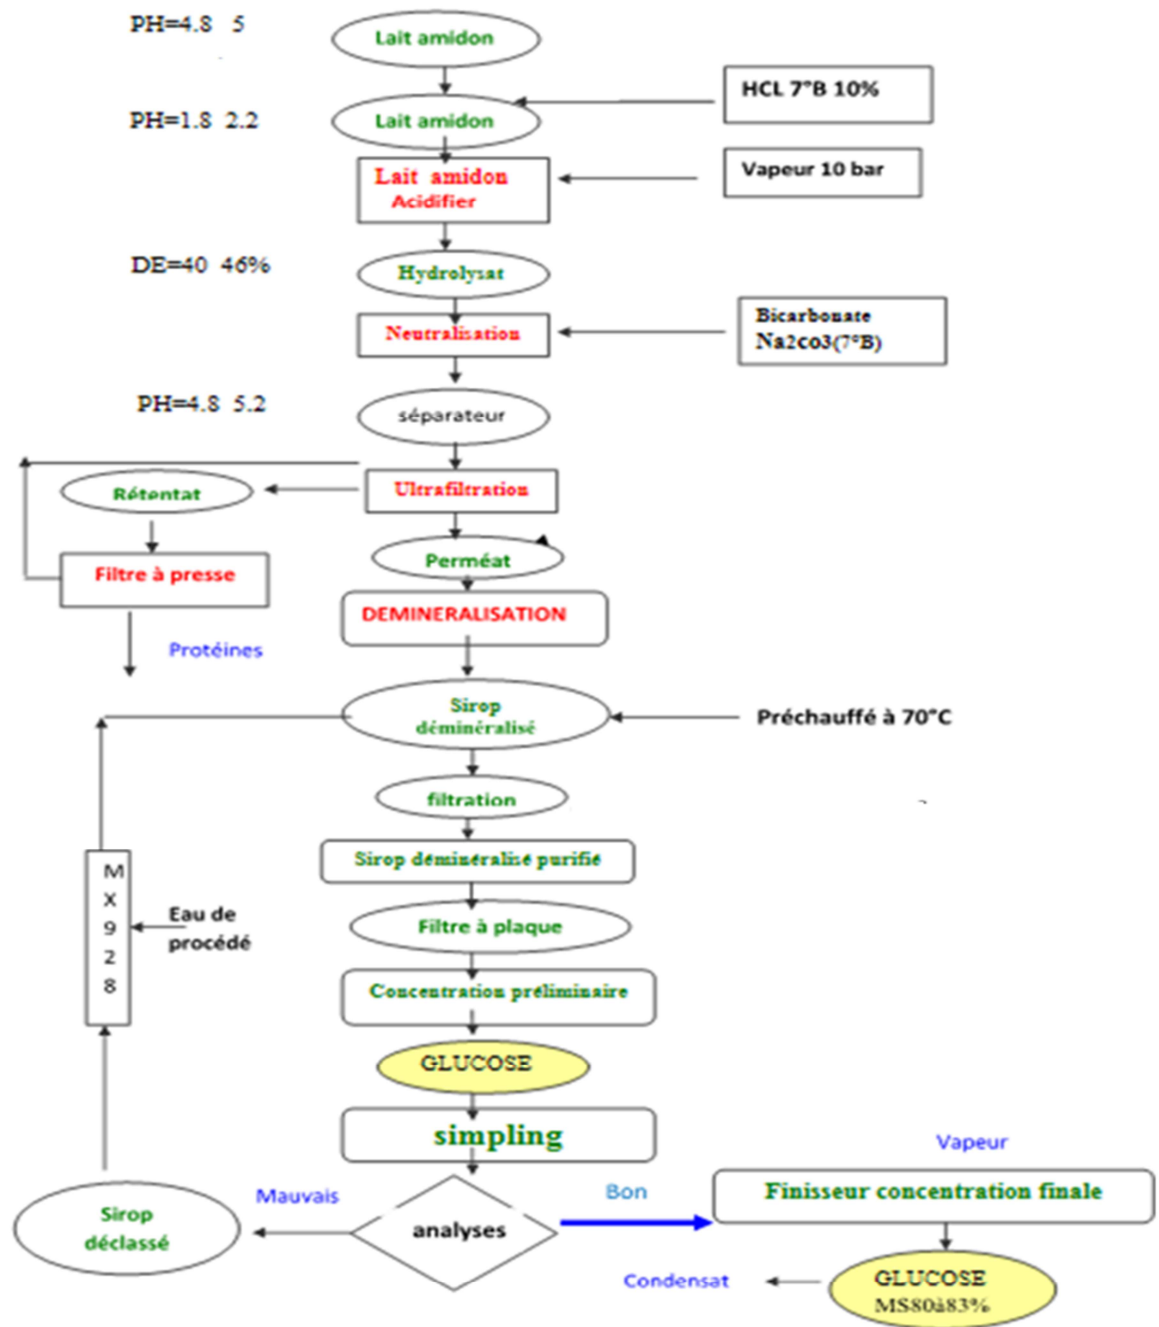 PH=4.8 5
Lait amidon
HCL 7°B 10%
PH=1.8 2.2
Lait amidon
Vapeur 10 bar
Lait amidon
Acidifier
DE=40 46%
Hydrolysat
Bicarbonate
Na2co3(7°B)
Neutralisation
PH=4.8 5.2
séparateur
Ultrafiltration
Rétentat
Perméat
Filtre à presse
DEMINERALISATION
Protéines
Sirop
déminéralisé
Préchauffé à 70°C
filtration
Sirop déminéralisé purifié
M
X
9
2
8
Eau de
procédé
Filtre à plaque
Concentration préliminaire
GLUCOSE
simpling
Vapeur
Mauvais
Bon
Finisseur concentration finale
Sirop
déclassé
analyses
Condensat
GLUCOSE
MS80à83%